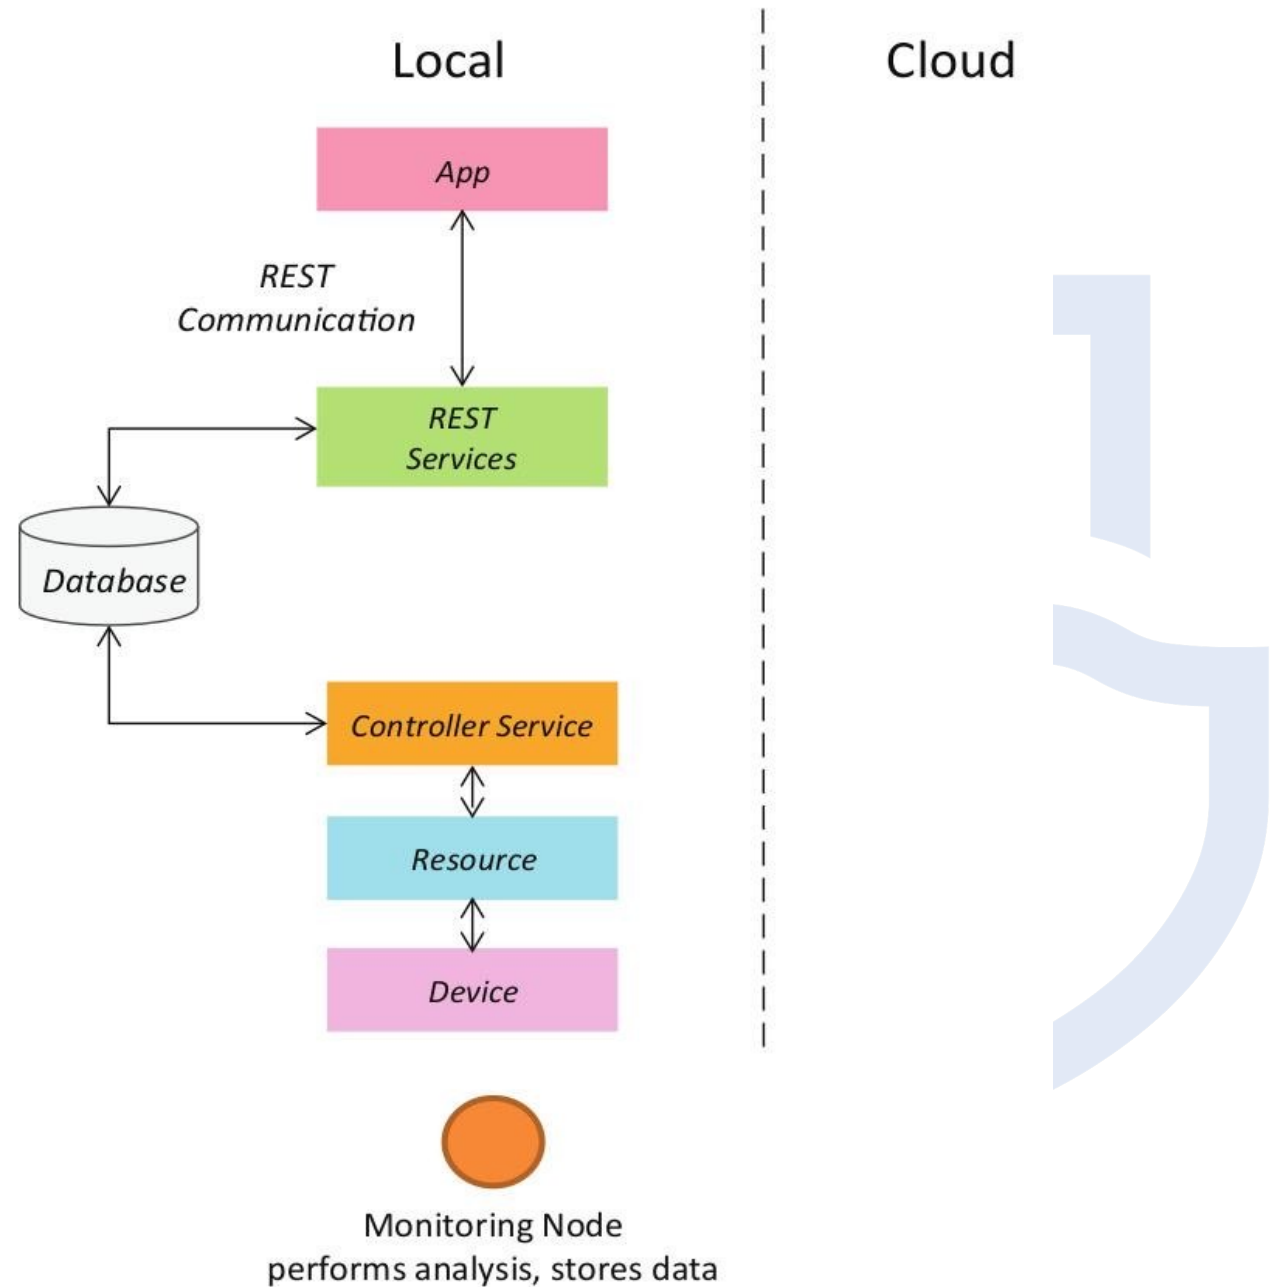 Local
Cloud
App
REST
Communication
REST
Services
Database
Controller Service
Resource
Device
Monitoring Node
performs analysis, stores data